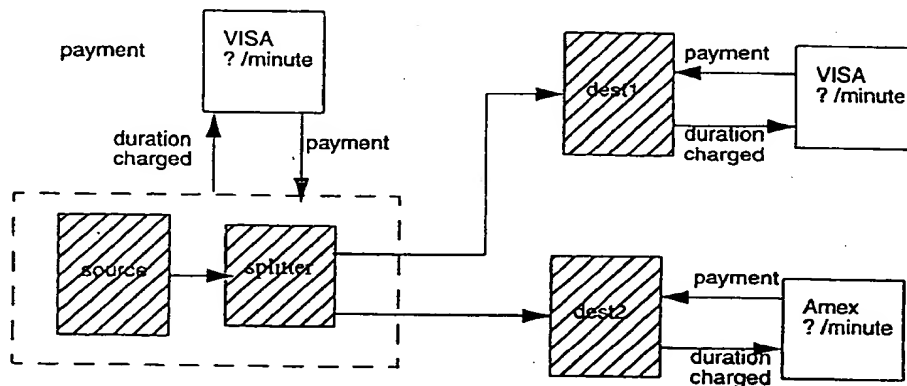 payment
VISA
? /minute
duration
charged
payment
source
splitter
dest1
payment
VISA
? /minute
duration
charged
dest2
payment
Amex
? /minute
duration
charged